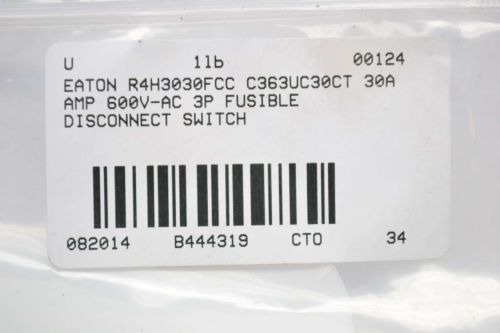 U 1lb 00124
EATON R4H3030FCC C363UC30CT 30A
AMP 600V-AC 3P FUSIBLE
DISCONNECT SWITCH
082014 B444319 CTO 34